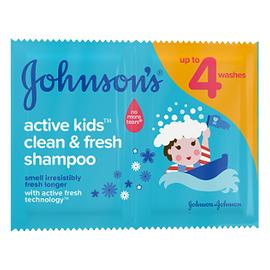 Johnson's®
up to
4 washes
no more tears®
active kids™
clean & fresh
shampoo
smell irresistibly
fresh longer
with active fresh
technology™
Johnson & Johnson